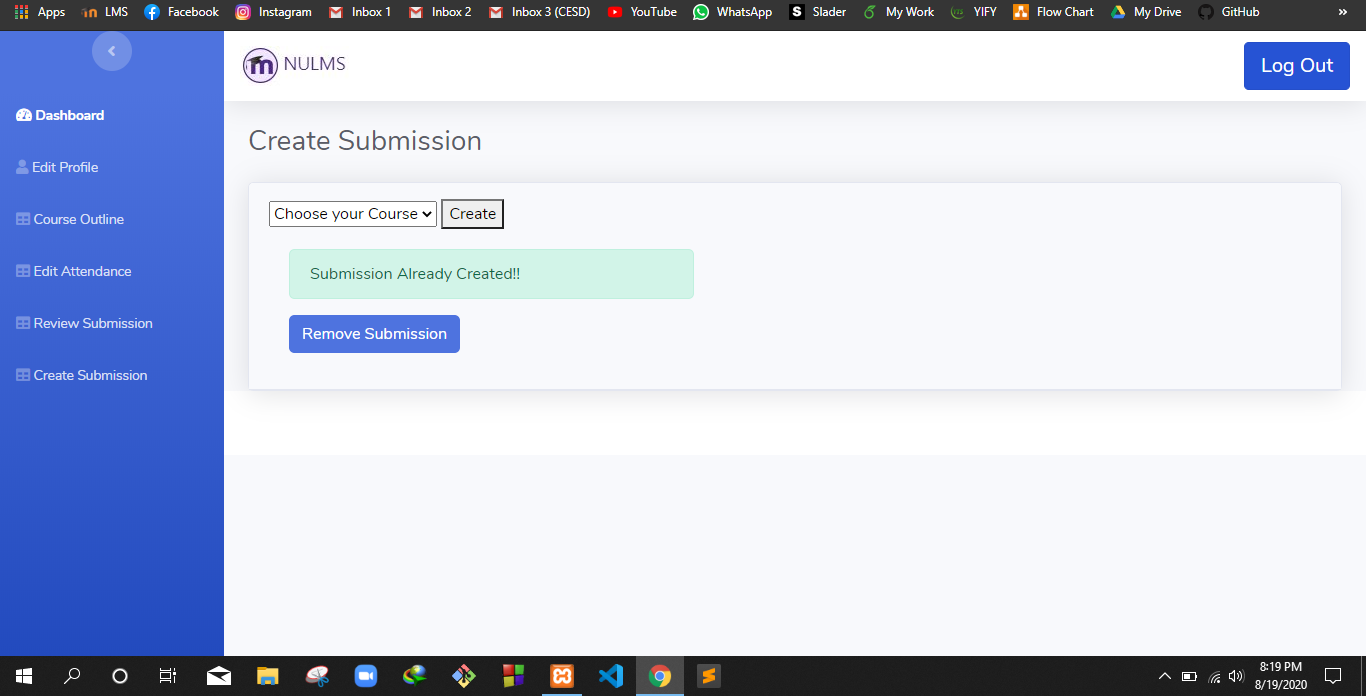 Apps LMS Facebook Instagram Inbox 1 Inbox 2 Inbox 3 (CESD) YouTube WhatsApp Slader My Work YIFY Flow Chart My Drive GitHub »
NULMS
Log Out
Dashboard
Edit Profile
Course Outline
Edit Attendance
Review Submission
Create Submission
Create Submission
Choose your Course Create
Submission Already Created!!
Remove Submission
8:19 PM
8/19/2020